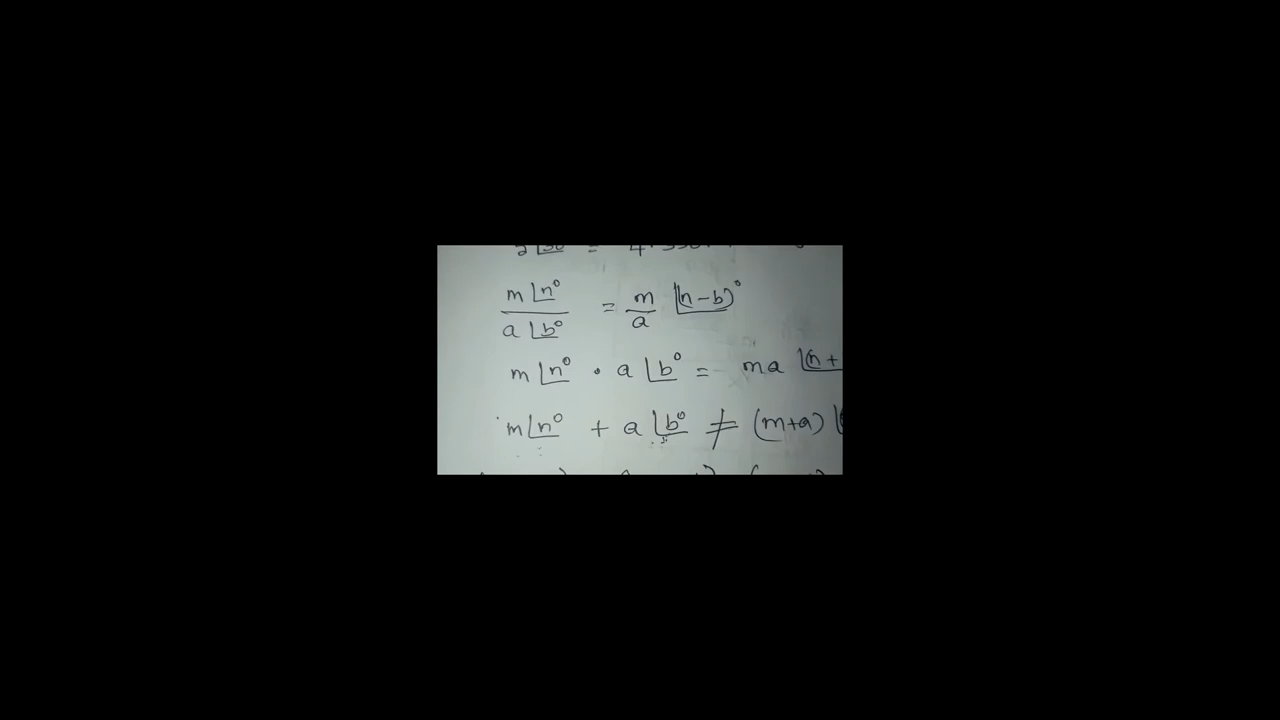 m∠n° / a∠b° = m/a ∠(n-b)°
m∠n° · a∠b° = ma ∠(n+
m∠n° + a∠b° ≠ (m+a) ∠